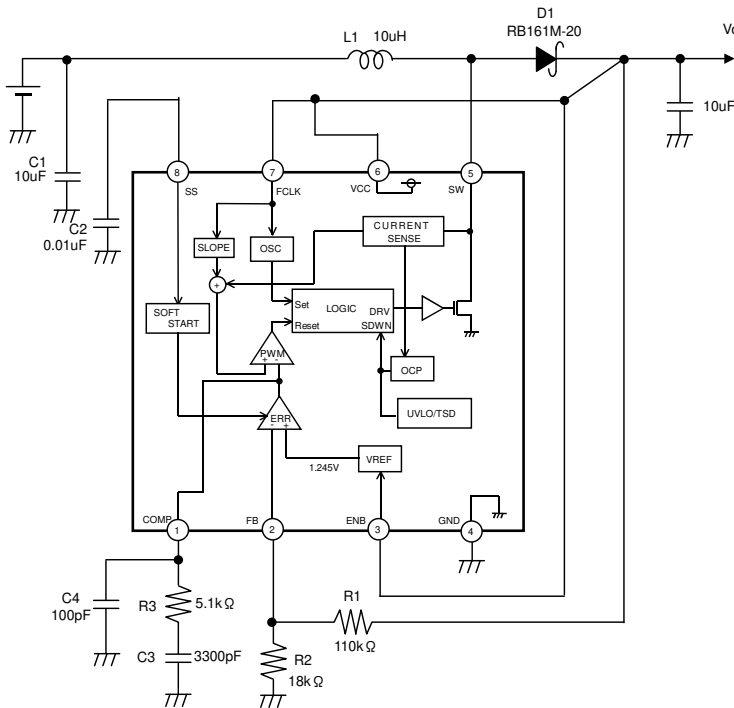 D1
RB161M-20
L1 10uH
10uF
C1
10uF
C2
0.01uF
8
SS
7
FCLK
6
VCC
5
SW
SLOPE
OSC
CURRENT
SENSE
+
SOFT
START
Set
LOGIC
DRV
Reset
SDWN
PWM
+ -
OCP
ERR
- +
UVLO/TSD
1.245V
VREF
COMP
1
FB
2
ENB
3
GND
4
C4
100pF
R3
5.1kΩ
C3
3300pF
R1
110kΩ
R2
18kΩ